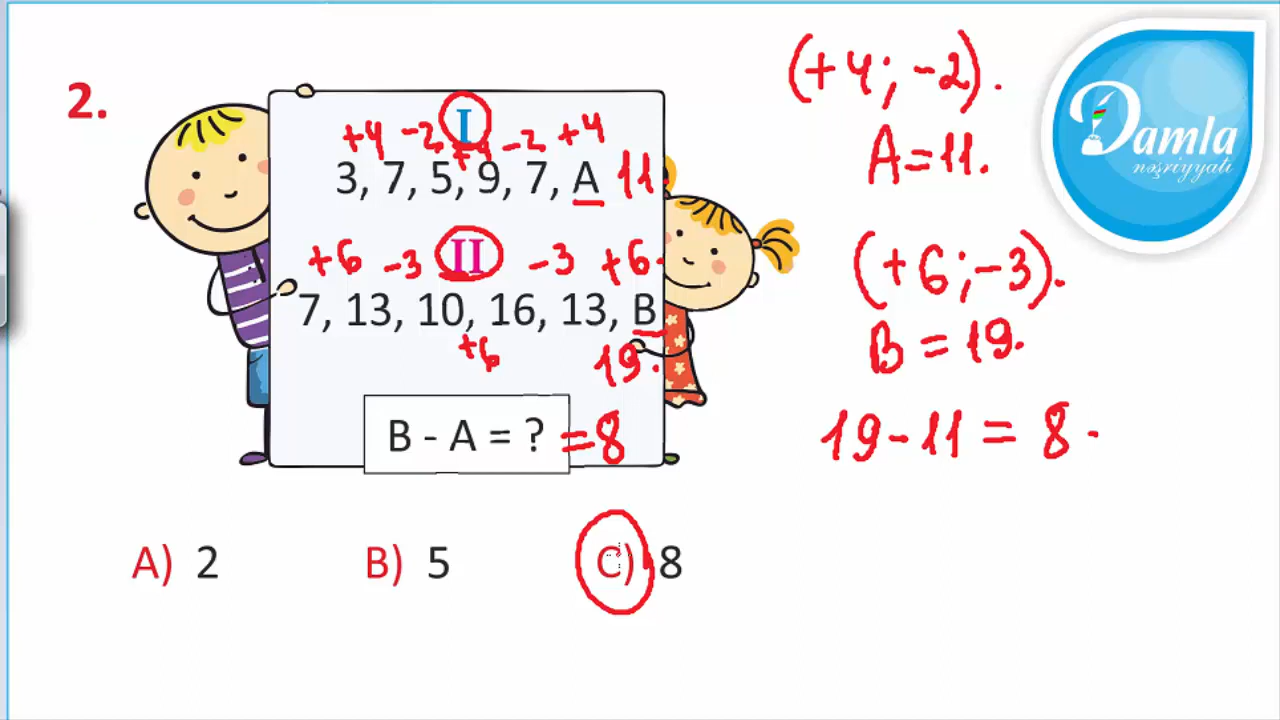 2.
I
+4 -2 +4 -2 +4
3, 7, 5, 9, 7, A 11.
II
+6 -3 -3 +6.
7, 13, 10, 16, 13, B
+6
19.
B - A = ? =8
A) 2
B) 5
C) 8
(+4; -2).
A=11.
(+6; -3).
B = 19.
19-11 = 8.
Damla
nəşriyyatı